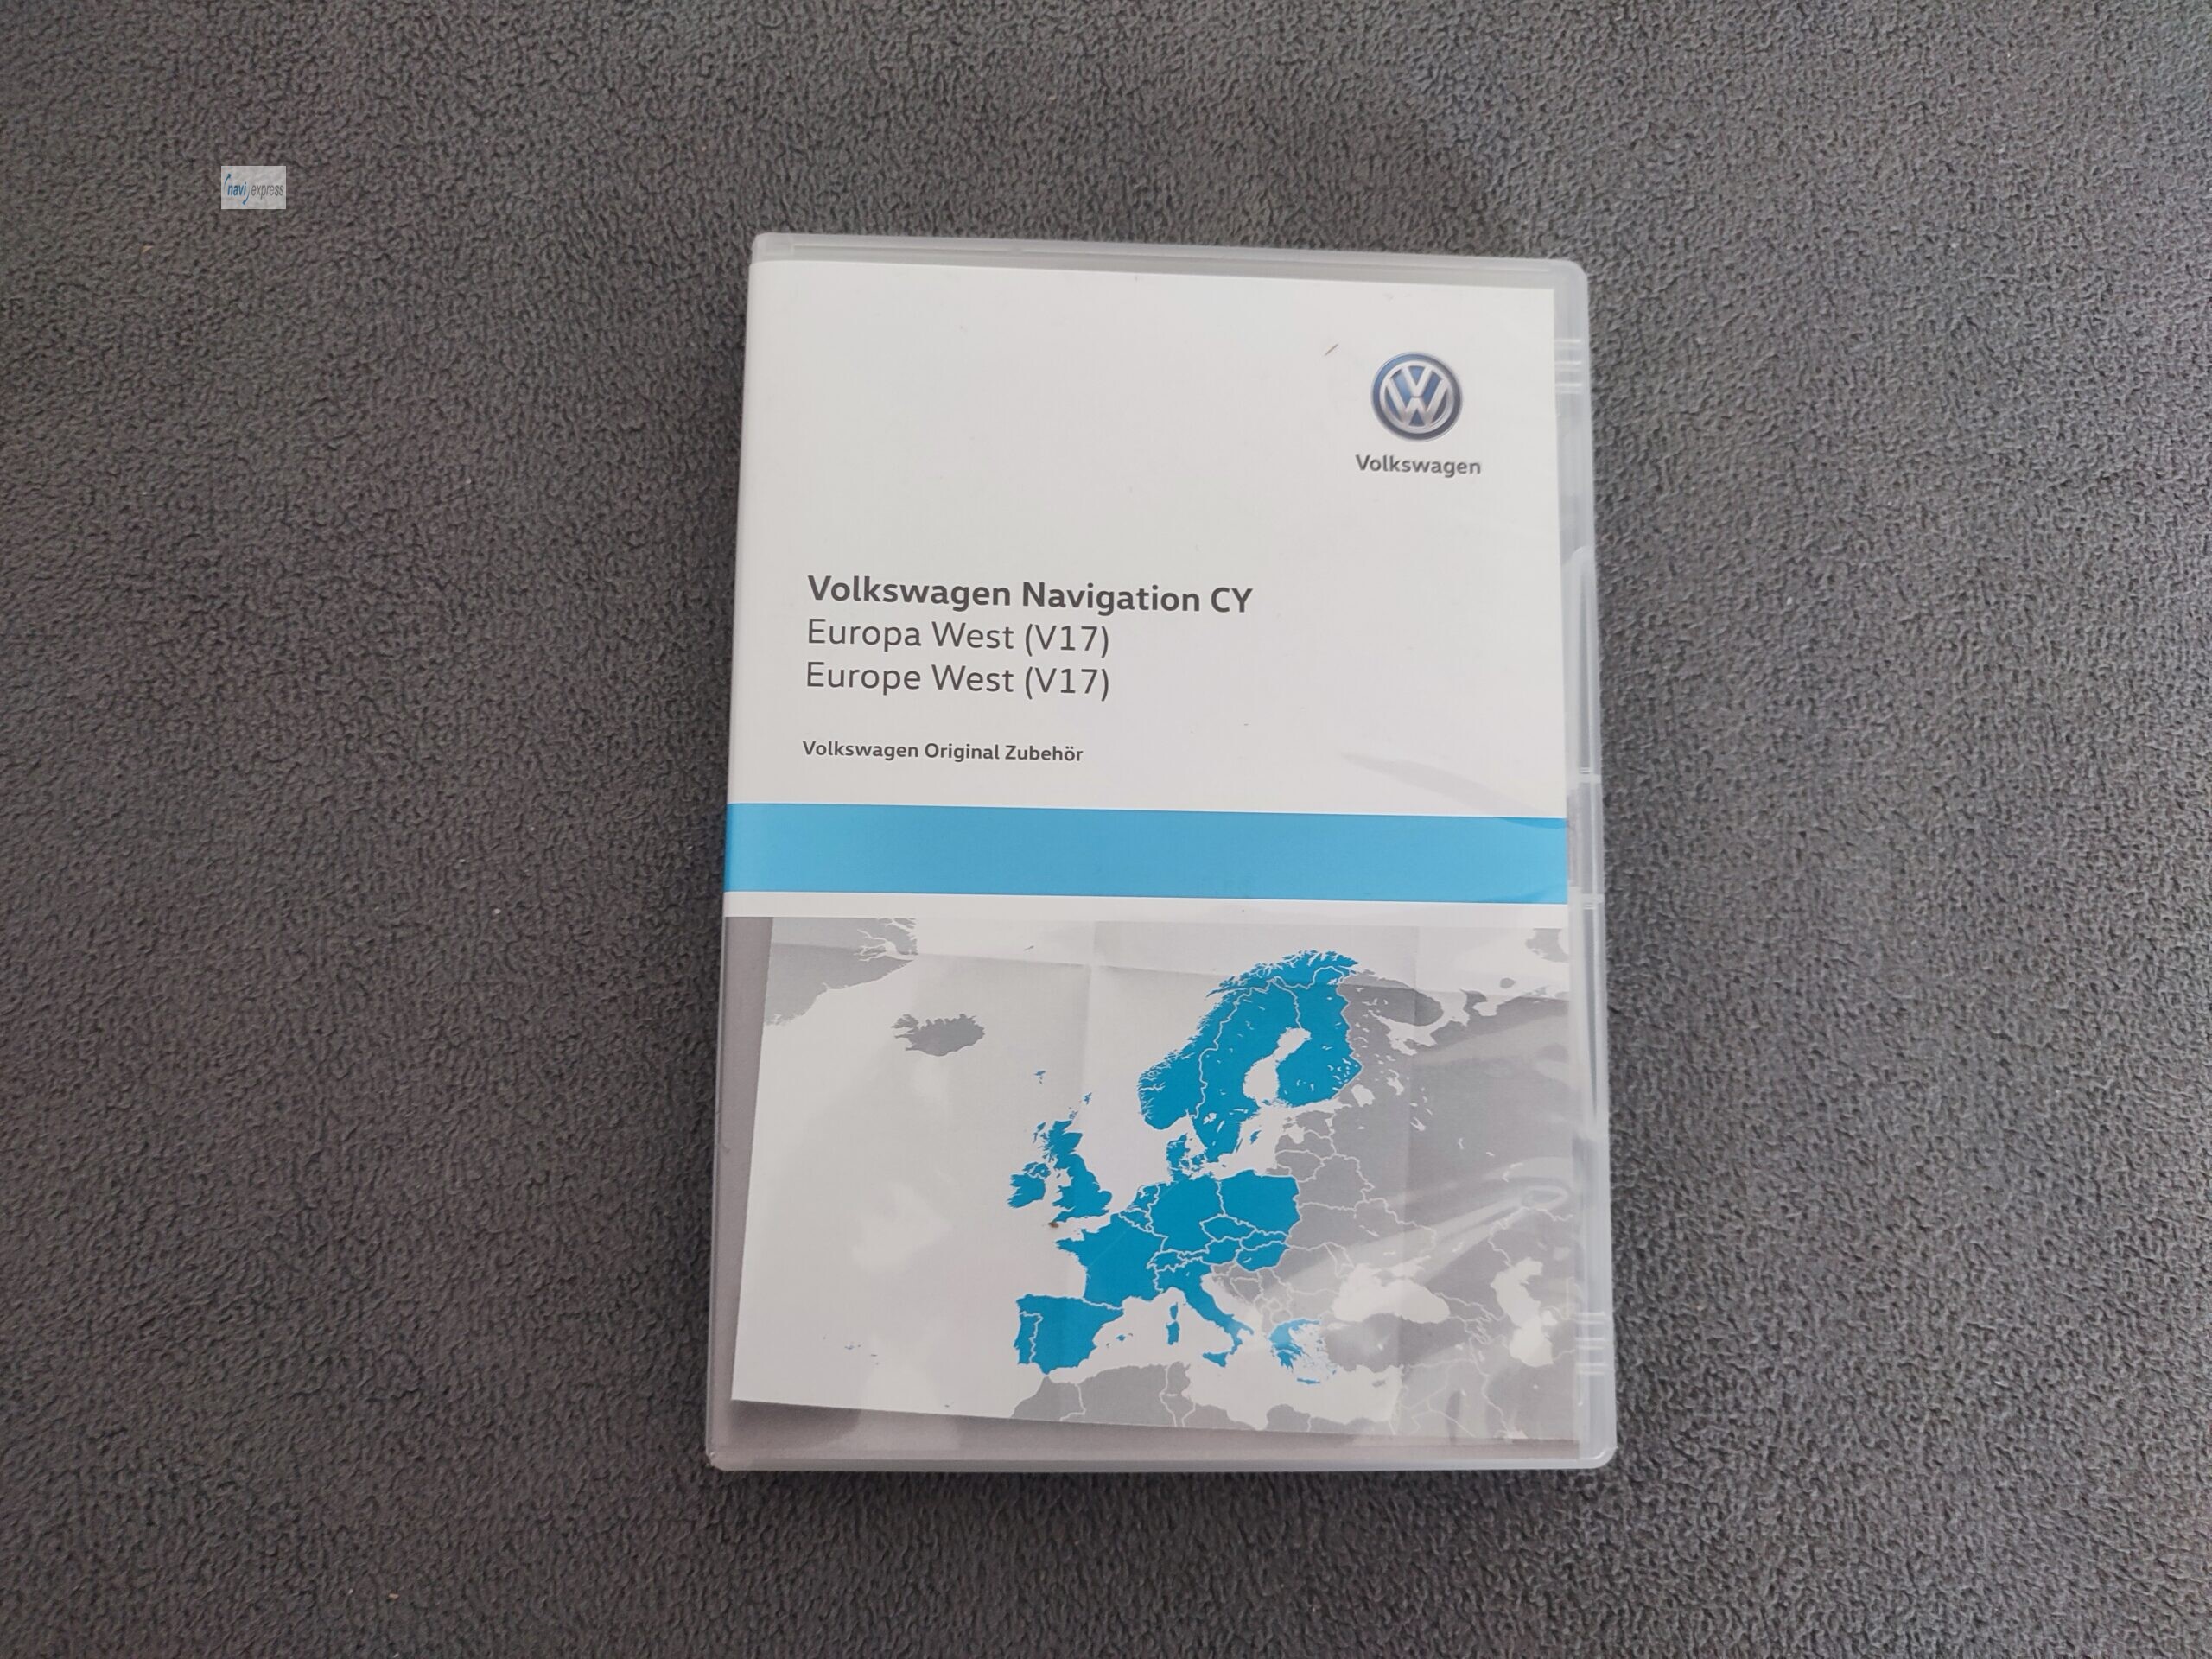 navi express
Volkswagen
Volkswagen Navigation CY
Europa West (V17)
Europe West (V17)
Volkswagen Original Zubehör